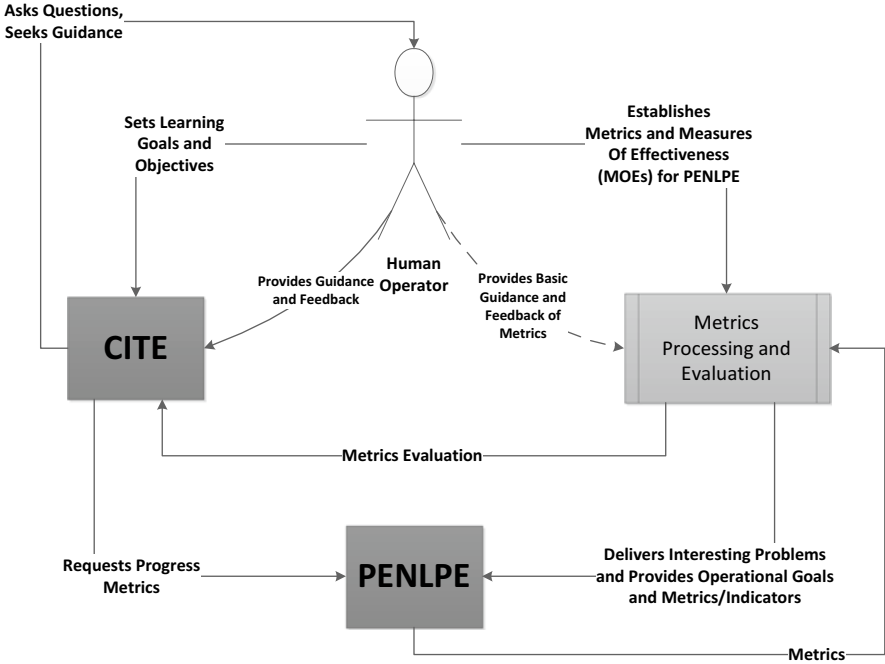 Asks Questions,
Seeks Guidance
Sets Learning
Goals and
Objectives
Establishes
Metrics and Measures
Of Effectiveness
(MOEs) for PENLPE
Provides Guidance
and Feedback
Human
Operator
Provides Basic
Guidance and
Feedback of
Metrics
CITE
Metrics
Processing and
Evaluation
Metrics Evaluation
Requests Progress
Metrics
PENLPE
Delivers Interesting Problems
and Provides Operational Goals
and Metrics/Indicators
Metrics